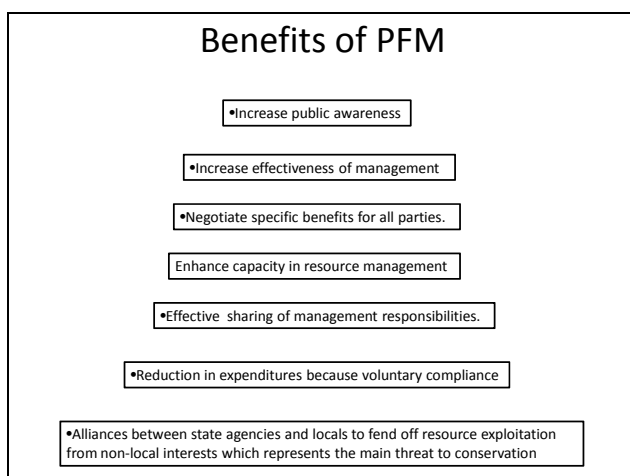 Benefits of PFM
•Increase public awareness
•Increase effectiveness of management
•Negotiate specific benefits for all parties.
Enhance capacity in resource management
•Effective  sharing of management responsibilities.
•Reduction in expenditures because voluntary compliance
•Alliances between state agencies and locals to fend off resource exploitation
from non-local interests which represents the main threat to conservation